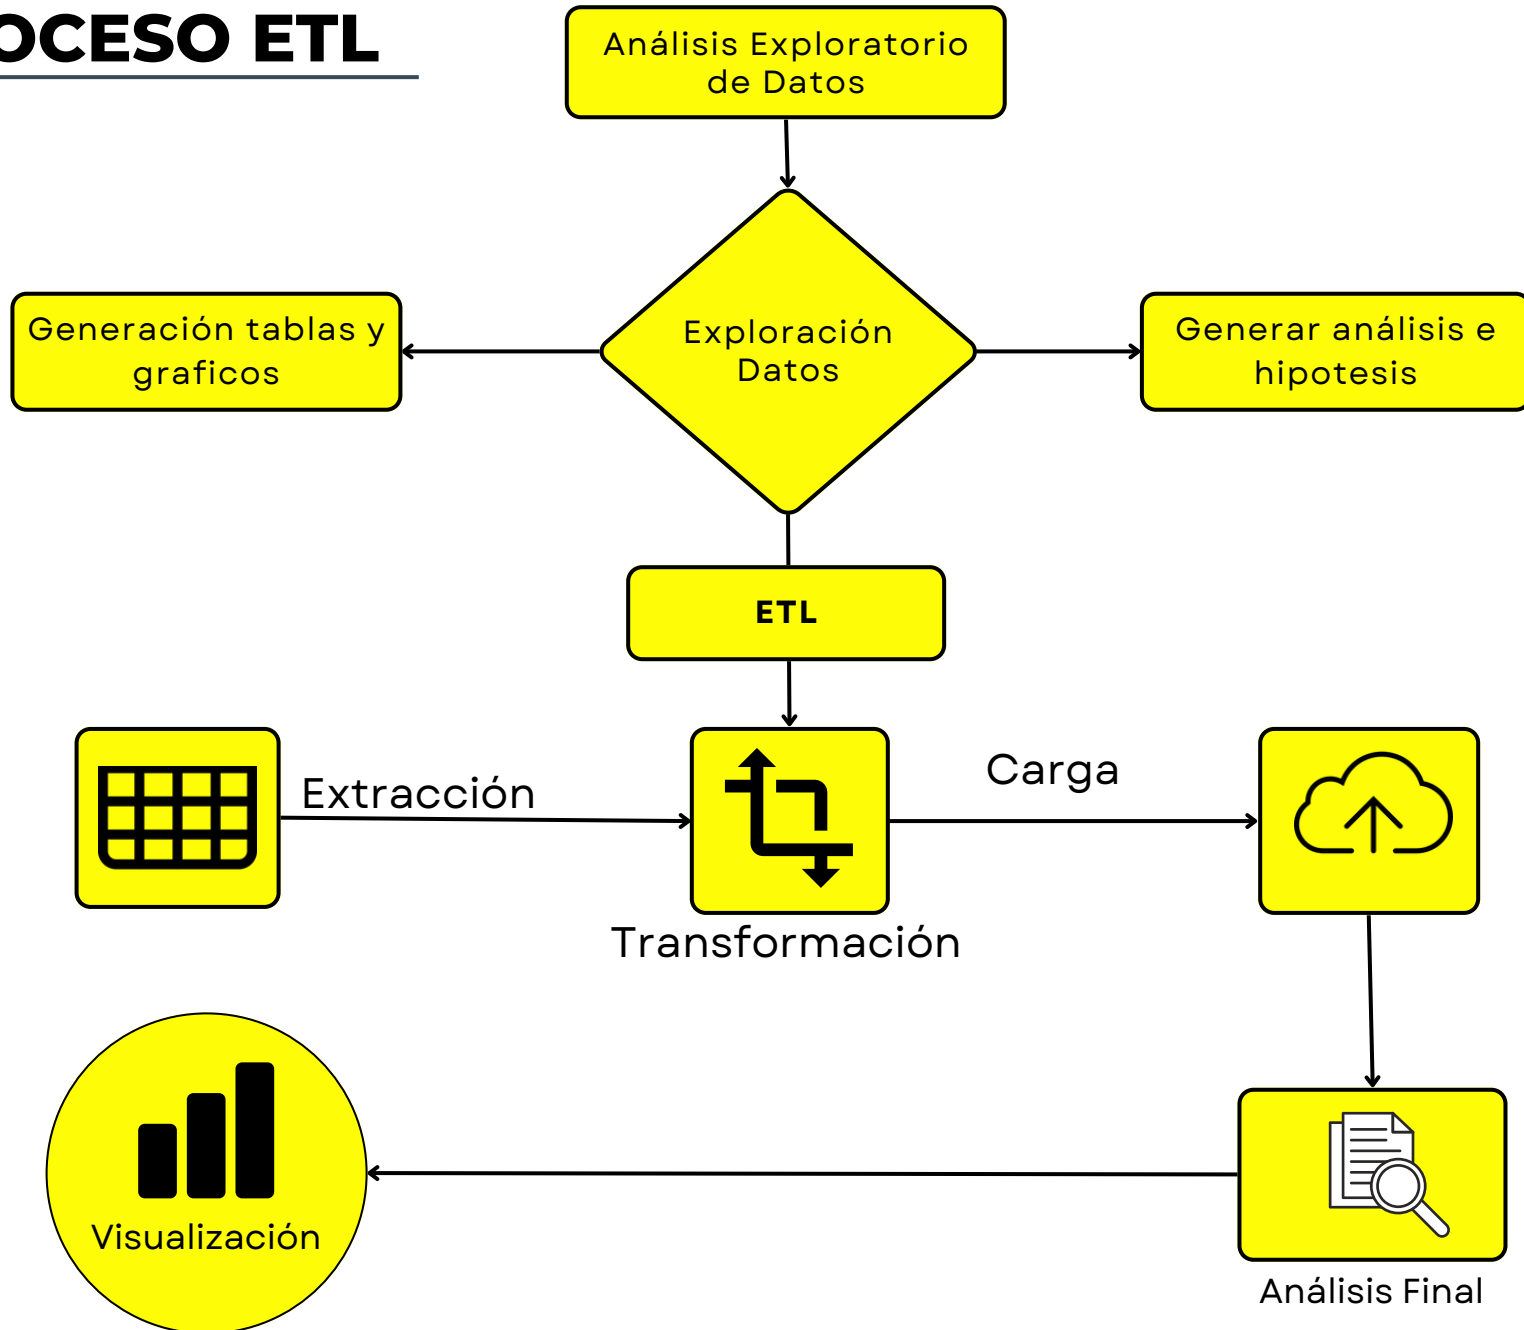 OCESO ETL
Análisis Exploratorio
de Datos
Generación tablas y
graficos
Exploración
Datos
Generar análisis e
hipotesis
ETL
Extracción
Carga
Transformación
Visualización
Análisis Final